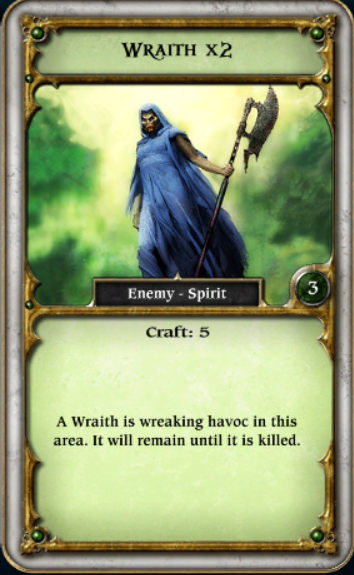 Wraith x2
Enemy - Spirit
3
Craft: 5
A Wraith is wreaking havoc in this
area. It will remain until it is killed.